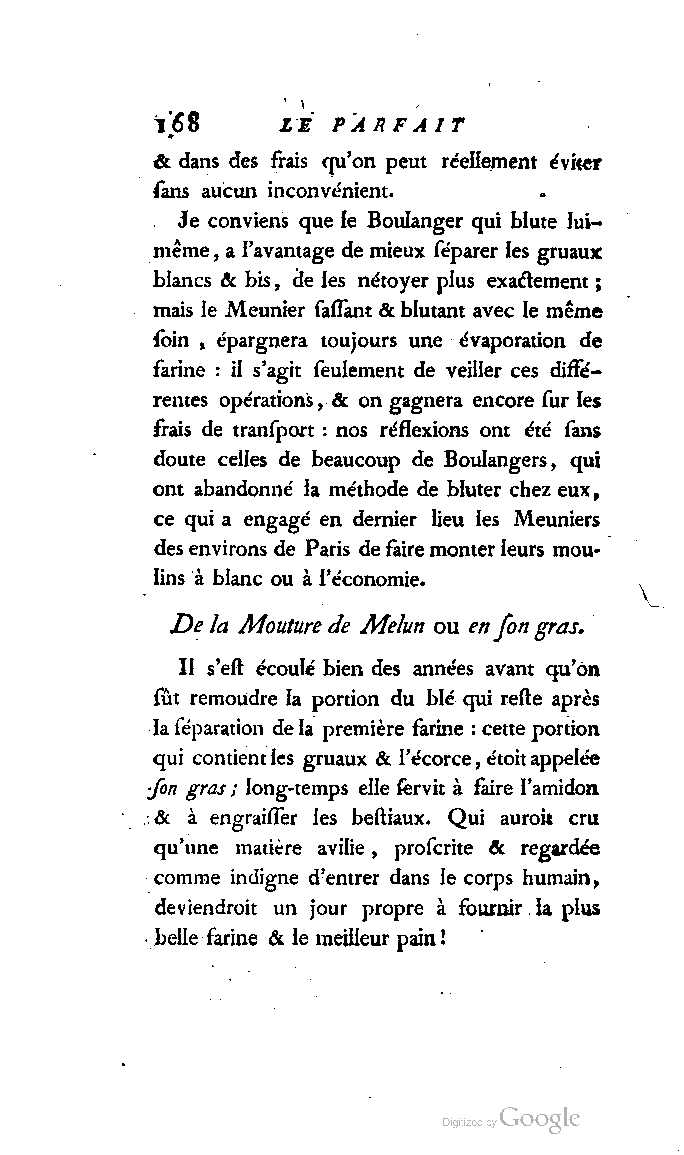 168 LE PARFAIT
& dans des frais qu'on peut réellement éviter
ſans aucun inconvénient.
Je conviens que le Boulanger qui blute lui-
même, a l'avantage de mieux ſéparer les gruaux
blancs & bis, de les nétoyer plus exactement ;
mais le Meunier ſaſſant & blutant avec le même
ſoin , épargnera toujours une évaporation de
farine : il s'agit ſeulement de veiller ces diffé-
rentes opérations, & on gagnera encore ſur les
frais de tranſport : nos réflexions ont été ſans
doute celles de beaucoup de Boulangers, qui
ont abandonné la méthode de bluter chez eux,
ce qui a engagé en dernier lieu les Meuniers
des environs de Paris de faire monter leurs mou-
lins à blanc ou à l'économie.
De la Mouture de Melun ou en ſon gras.
Il s'eſt écoulé bien des années avant qu'on
ſût remoudre la portion du blé qui reſte après
la ſéparation de la première farine : cette portion
qui contient les gruaux & l'écorce, étoit appelée
ſon gras ; long-temps elle ſervit à faire l'amidon
& à engraiſſer les beſtiaux. Qui auroit cru
qu'une matière avilie, proſcrite & regardée
comme indigne d'entrer dans le corps humain,
deviendroit un jour propre à fournir la plus
belle farine & le meilleur pain !
Digitized by Google